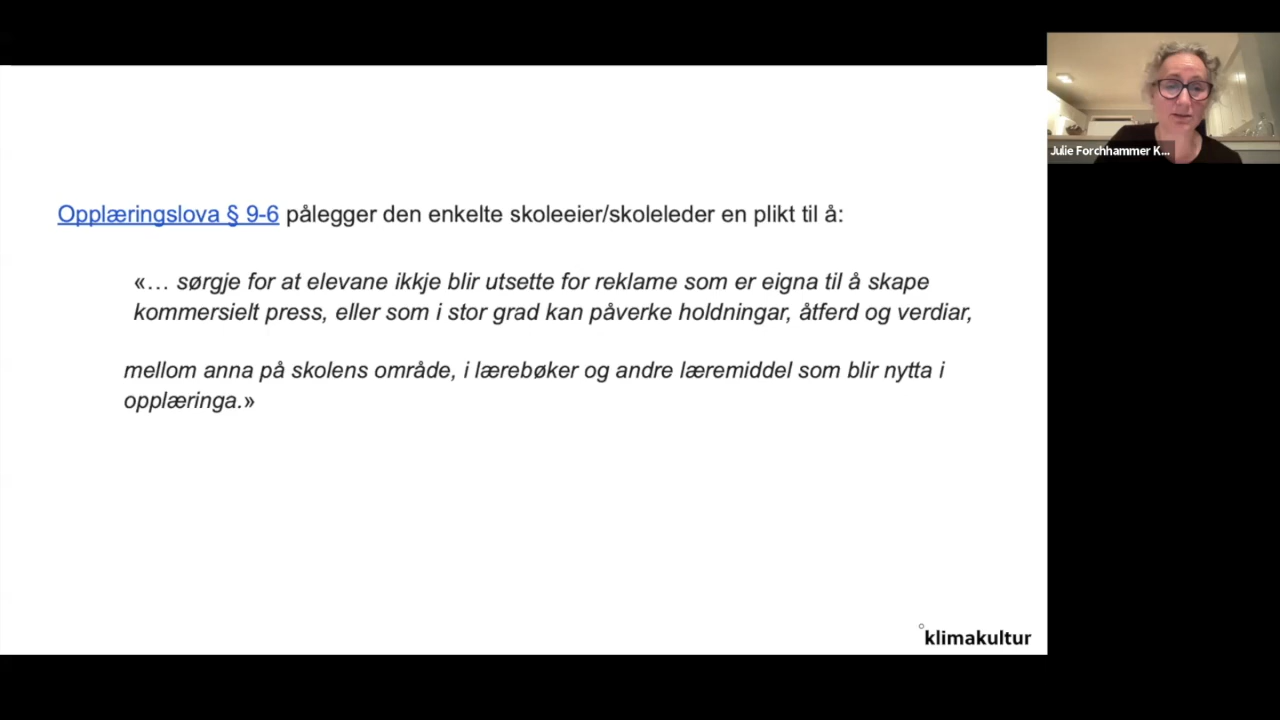 Opplæringslova § 9-6 pålegger den enkelte skoleeier/skoleleder en plikt til å:
«… sørgje for at elevane ikkje blir utsette for reklame som er eigna til å skape
kommersielt press, eller som i stor grad kan påverke holdningar, åtferd og verdiar,
mellom anna på skolens område, i lærebøker og andre læremiddel som blir nytta i
opplæringa.»
klimakultur
Julie Forchhammer K...